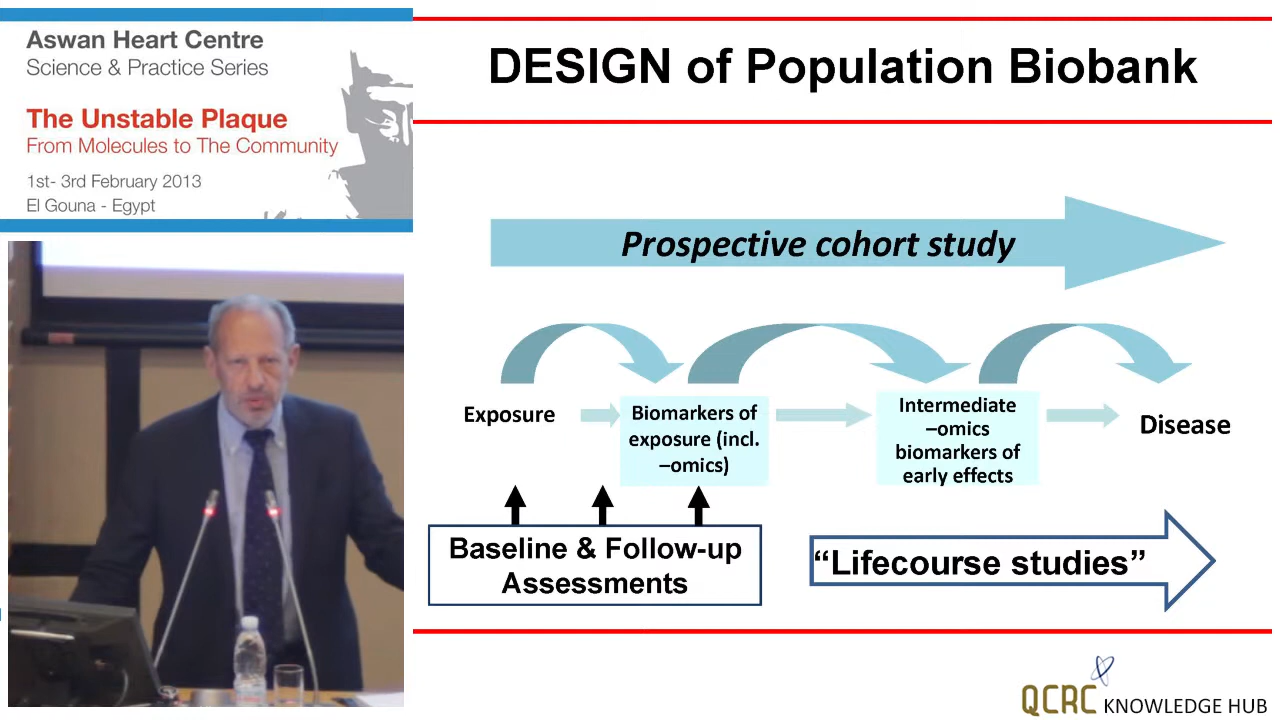 Aswan Heart Centre
Science & Practice Series
The Unstable Plaque
From Molecules to The Community
1st- 3rd February 2013
El Gouna - Egypt
DESIGN of Population Biobank
Prospective cohort study
Exposure
Biomarkers of
exposure (incl.
–omics)
Intermediate
–omics
biomarkers of
early effects
Disease
Baseline & Follow-up
Assessments
“Lifecourse studies”
QCRC KNOWLEDGE HUB